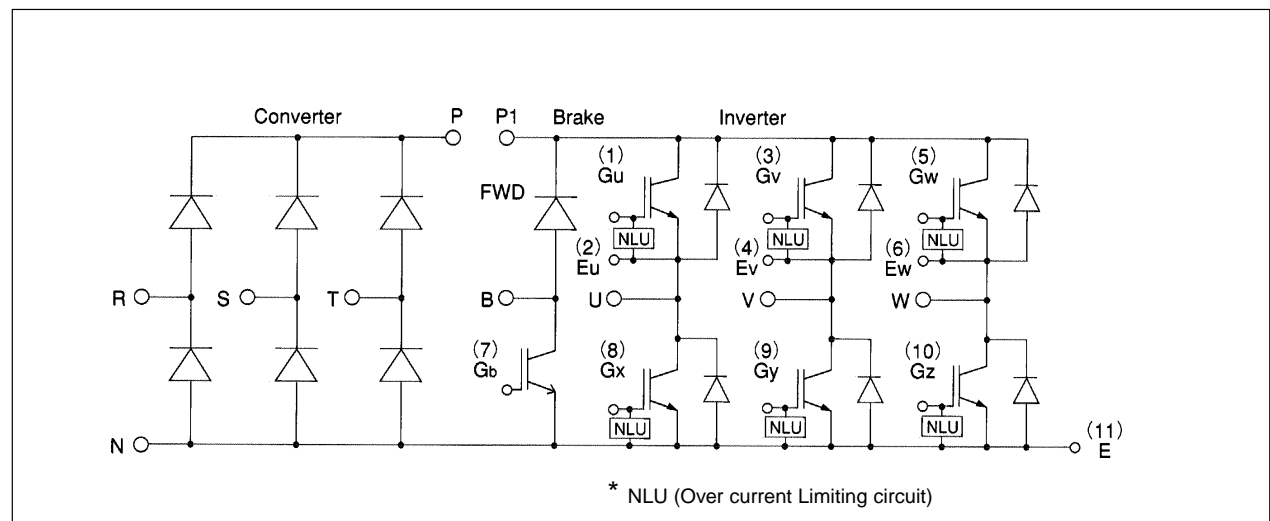 Converter P P1 Brake Inverter
(1) (3) (5)
Gu Gv Gw
FWD
NLU NLU NLU
(2) (4) (6)
Eu Ev Ew
R S T B U V W
(7) (8) (9) (10)
Gb Gx Gy Gz
NLU NLU NLU
N (11)
E
* NLU (Over current Limiting circuit)